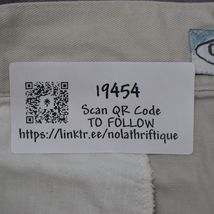 19454
Scan QR Code
TO FOLLOW
https://linktr.ee/nolathriftique